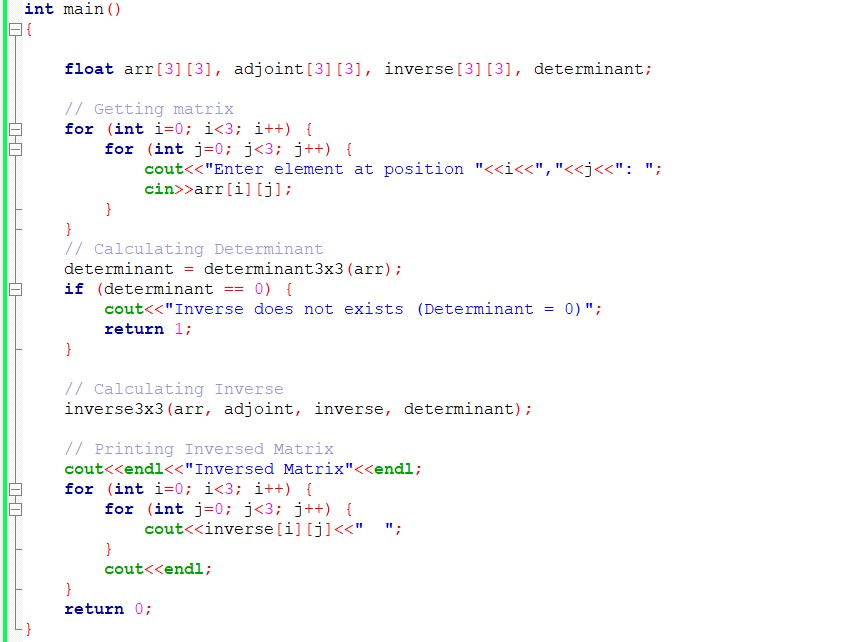 int main()
{
float arr[3][3], adjoint[3][3], inverse[3][3], determinant;
// Getting matrix
for (int i=0; i<3; i++) {
for (int j=0; j<3; j++) {
cout<<"Enter element at position "<<i<<","<<j<<": ";
cin>>arr[i][j];
}
}
// Calculating Determinant
determinant = determinant3x3(arr);
if (determinant == 0) {
cout<<"Inverse does not exists (Determinant = 0)";
return 1;
}
// Calculating Inverse
inverse3x3(arr, adjoint, inverse, determinant);
// Printing Inversed Matrix
cout<<endl<<"Inversed Matrix"<<endl;
for (int i=0; i<3; i++) {
for (int j=0; j<3; j++) {
cout<<inverse[i][j]<<"  ";
}
cout<<endl;
}
return 0;
}